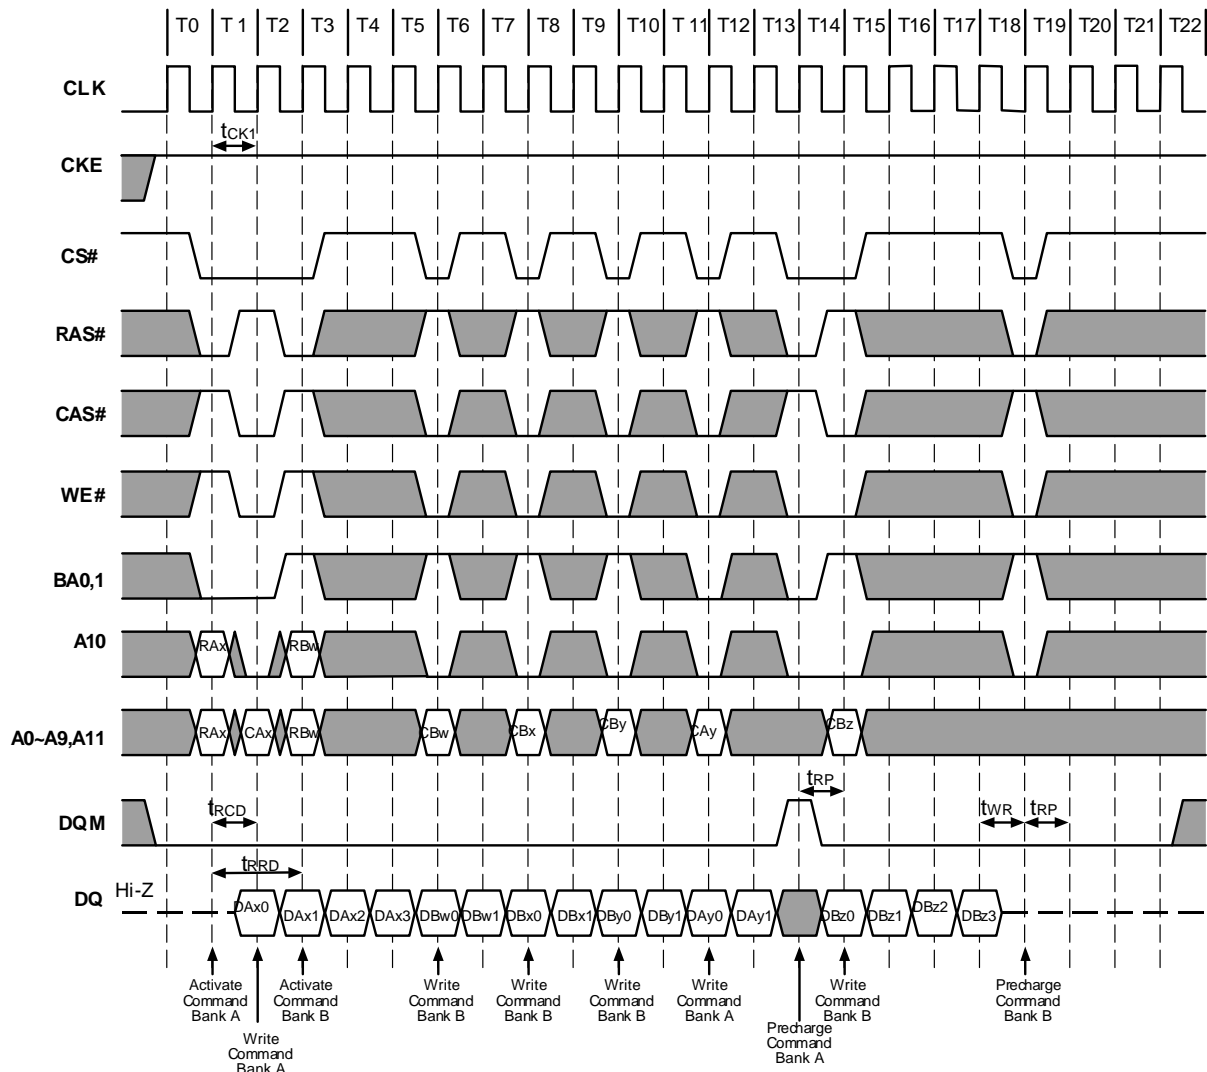 T0 T 1 T2 T3 T4 T5 T6 T7 T8 T9 T10 T 11 T12 T13 T14 T15 T16 T17 T18 T19 T20 T21 T22
CLK
tCK1
CKE
CS#
RAS#
CAS#
WE#
BA0,1
A10
RAx RBw
A0~A9,A11
RAx CAx RBw CBw CBx CBy CAy CBz
tRP
DQM
tRCD
tWR tRP
tRRD
DQ
Hi-Z
DAx0 DAx1 DAx2 DAx3 DBw0 DBw1 DBx0 DBx1 DBy0 DBy1 DAy0 DAy1 DBz0 DBz1 DBz2 DBz3
Activate
Command
Bank A
Write
Command
Bank A
Activate
Command
Bank B
Write
Command
Bank B
Write
Command
Bank B
Write
Command
Bank B
Write
Command
Bank A
Precharge
Command
Bank A
Write
Command
Bank B
Precharge
Command
Bank B